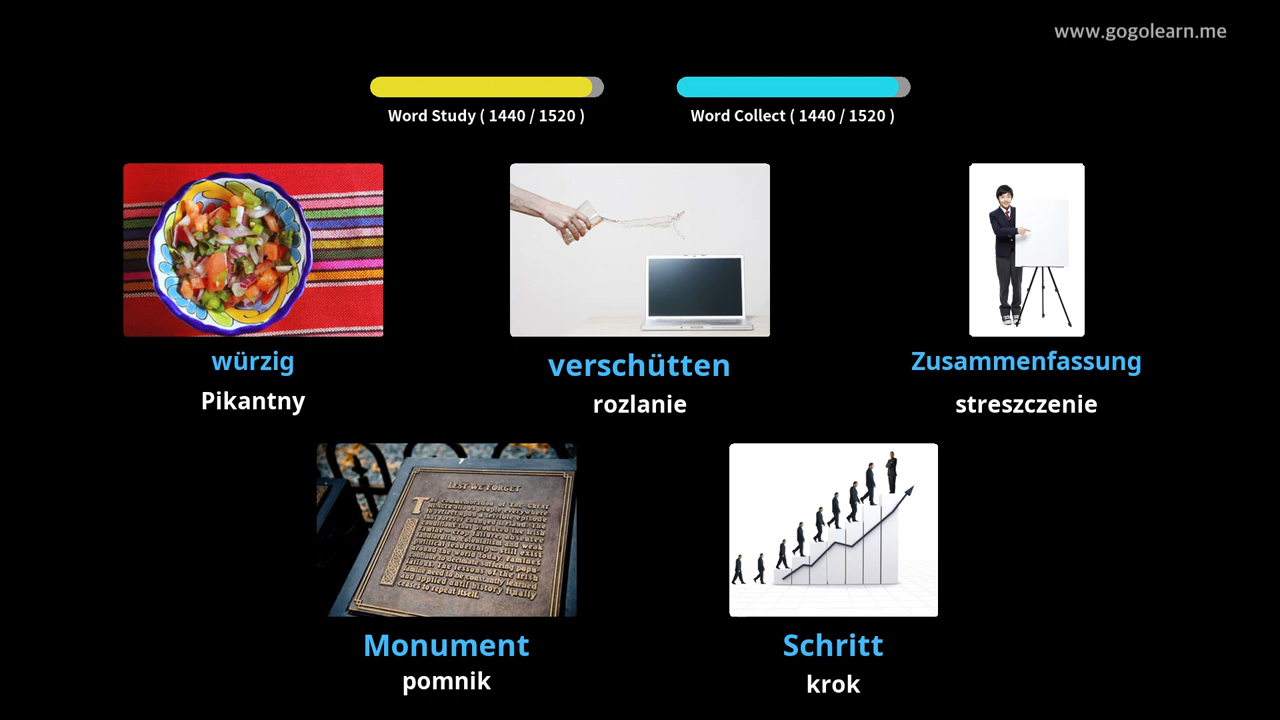 www.gogolearn.me
Word Study ( 1440 / 1520 )
Word Collect ( 1440 / 1520 )
würzig
Pikantny
verschütten
rozlanie
Zusammenfassung
streszczenie
LEST WE FORGET
Monument
pomnik
Schritt
krok